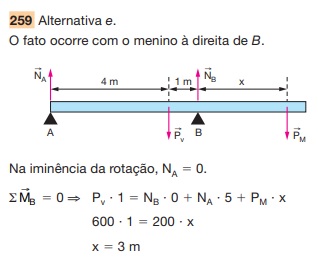 259 Alternativa e.
O fato ocorre com o menino à direita de B.
N⃗A N⃗B
4 m 1 m x
A P⃗v B P⃗M
Na iminência da rotação, NA = 0.
ΣM⃗B = 0 ⇒ Pv · 1 = NB · 0 + NA · 5 + PM · x
600 · 1 = 200 · x
x = 3 m